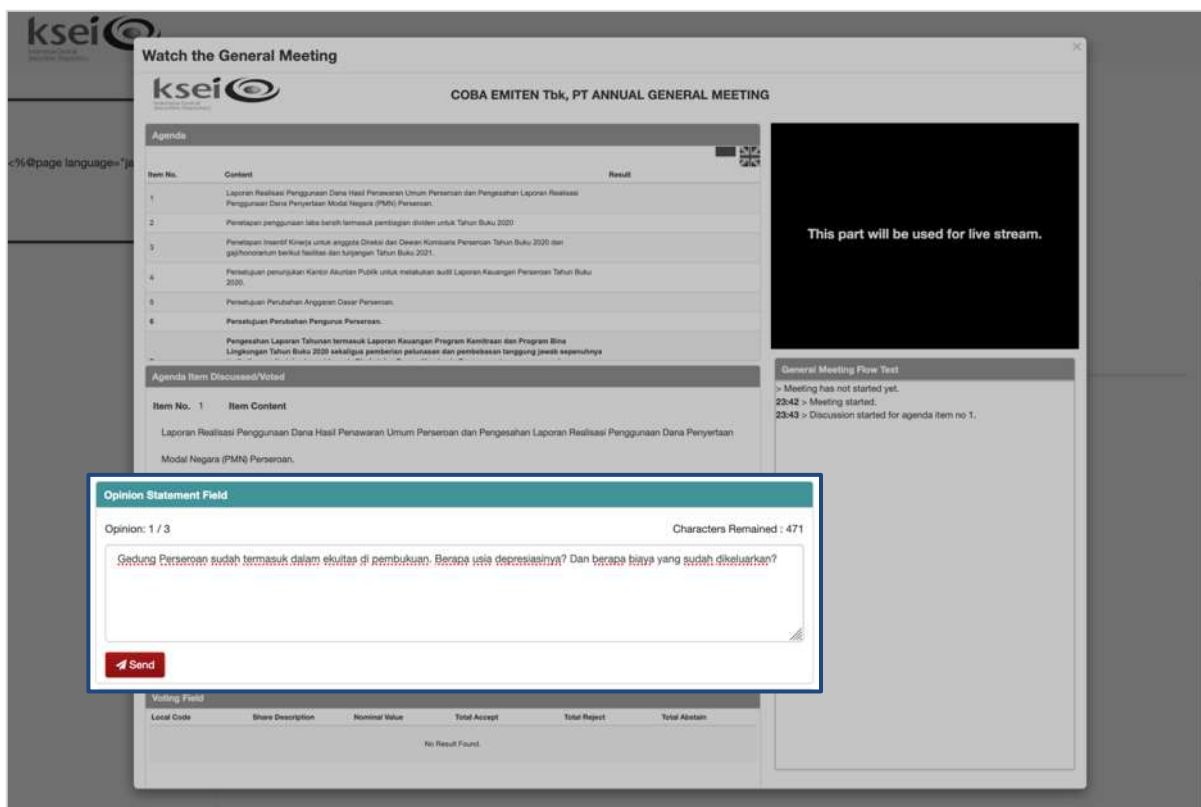 ksei
Watch the General Meeting
×
ksei
COBA EMITEN Tbk, PT ANNUAL GENERAL MEETING
Agenda
<%@page language="ja
Item No. Content Result
1 Laporan Realisasi Penggunaan Dana Hasil Penawaran Umum Perseroan dan Pengesahan Laporan Realisasi
Penggunaan Dana Penyertaan Modal Negara (PMN) Perseroan.
2 Penetapan penggunaan laba bersih termasuk pembagian dividen untuk Tahun Buku 2020
3 Penetapan Insentif Kinerja untuk anggota Direksi dan Dewan Komisaris Perseroan Tahun Buku 2020 dan
gaji/honorarium berikut fasilitas dan tunjangan Tahun Buku 2021.
4 Persetujuan penunjukan Kantor Akuntan Publik untuk melakukan audit Laporan Keuangan Perseroan Tahun Buku
2020.
5 Persetujuan Perubahan Anggaran Dasar Perseroan.
6 Persetujuan Perubahan Pengurus Perseroan.
Pengesahan Laporan Tahunan termasuk Laporan Keuangan Program Kemitraan dan Program Bina
Lingkungan Tahun Buku 2020 sekaligus pemberian pelunasan dan pembebasan tanggung jawab sepenuhnya
This part will be used for live stream.
Agenda Item Discussed/Voted
Item No. 1 Item Content
Laporan Realisasi Penggunaan Dana Hasil Penawaran Umum Perseroan dan Pengesahan Laporan Realisasi Penggunaan Dana Penyertaan
Modal Negara (PMN) Perseroan.
General Meeting Flow Text
> Meeting has not started yet.
23:42 > Meeting started.
23:43 > Discussion started for agenda item no 1.
Opinion Statement Field
Opinion: 1 / 3 Characters Remained : 471
Gedung Perseroan sudah termasuk dalam ekuitas di pembukuan. Berapa usia depresiasinya? Dan berapa biaya yang sudah dikeluarkan?
Send
Voting Field
Local Code Share Description Nominal Value Total Accept Total Reject Total Abstain
No Result Found.